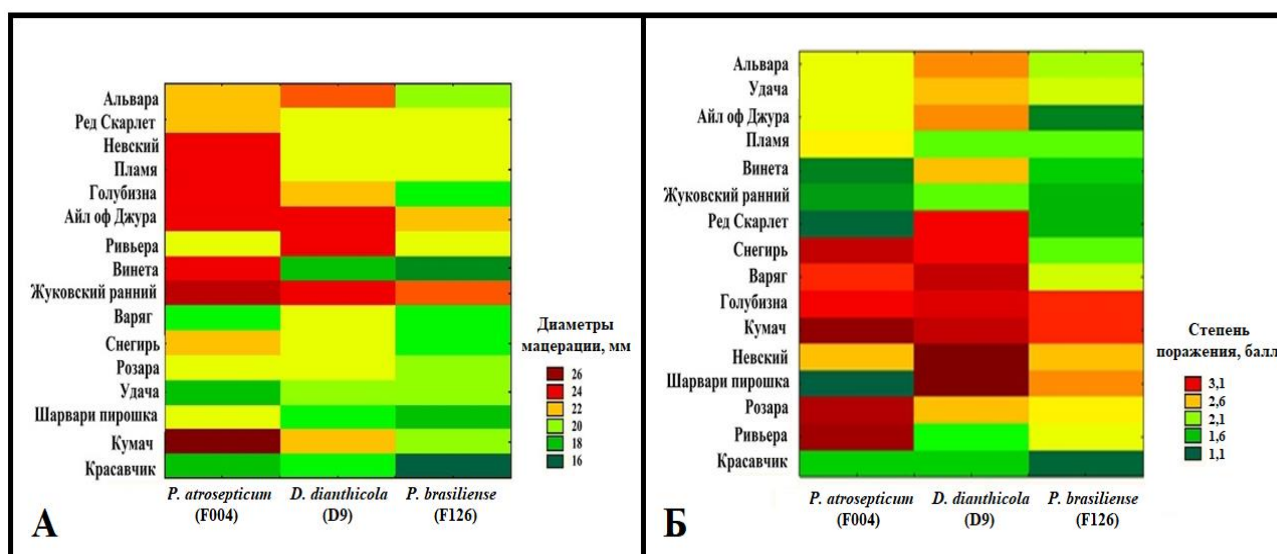 Альвара
Ред Скарлет
Невский
Пламя
Голубизна
Айл оф Джура
Ривьера
Винета
Жуковский ранний
Варяг
Снегирь
Розара
Удача
Шарвари пирошка
Кумач
Красавчик
Диаметры
мацерации, мм
26
24
22
20
18
16
P. atrosepticum D. dianthicola P. brasiliense
(F004) (D9) (F126)
А
Альвара
Удача
Айл оф Джура
Пламя
Винета
Жуковский ранний
Ред Скарлет
Снегирь
Варяг
Голубизна
Кумач
Невский
Шарвари пирошка
Розара
Ривьера
Красавчик
Степень
поражения, балл
3,1
2,6
2,1
1,6
1,1
P. atrosepticum D. dianthicola P. brasiliense
(F004) (D9) (F126)
Б